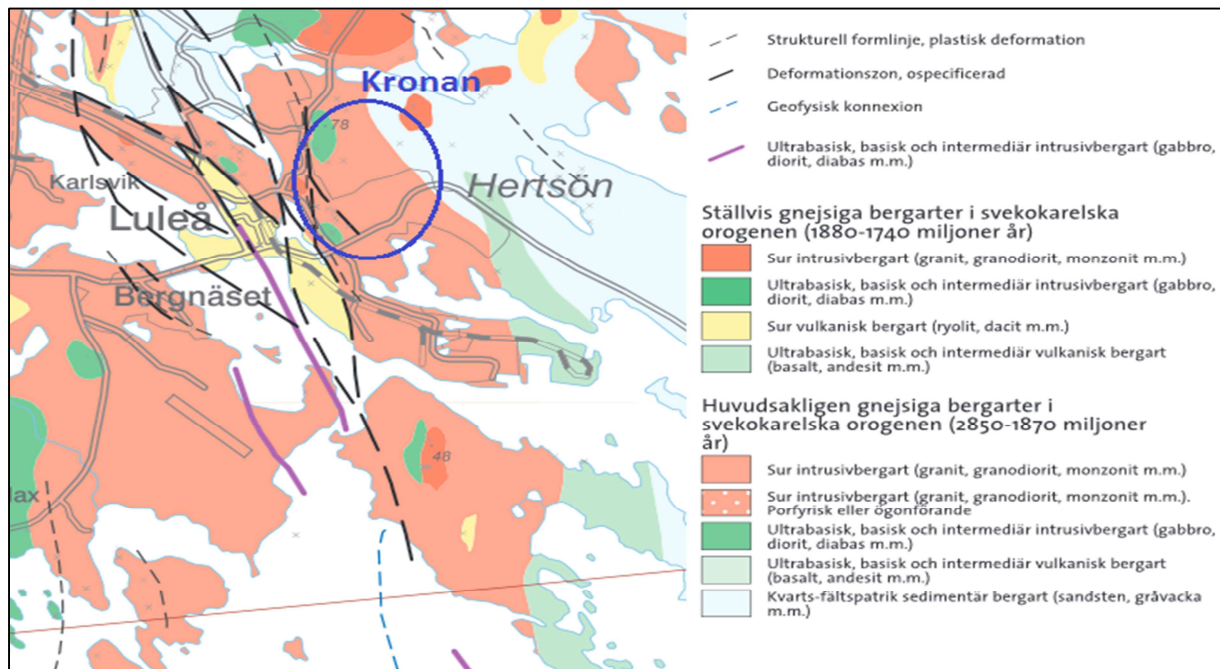 Kronan
78
Karlsvik
Hertsön
Luleå
Bergnäset
48
lax
Strukturell formlinje, plastisk deformation
Deformationszon, ospecificerad
Geofysisk konnexion
Ultrabasisk, basisk och intermediär intrusivbergart (gabbro,
diorit, diabas m.m.)
Ställvis gnejsiga bergarter i svekokarelska
orogenen (1880-1740 miljoner år)
Sur intrusivbergart (granit, granodiorit, monzonit m.m.)
Ultrabasisk, basisk och intermediär intrusivbergart (gabbro,
diorit, diabas m.m.)
Sur vulkanisk bergart (ryolit, dacit m.m.)
Ultrabasisk, basisk och intermediär vulkanisk bergart
(basalt, andesit m.m.)
Huvudsakligen gnejsiga bergarter i
svekokarelska orogenen (2850-1870 miljoner
år)
Sur intrusivbergart (granit, granodiorit, monzonit m.m.)
Sur intrusivbergart (granit, granodiorit, monzonit m.m.).
Porfyrisk eller ögonförande
Ultrabasisk, basisk och intermediär intrusivbergart (gabbro,
diorit, diabas m.m.)
Ultrabasisk, basisk och intermediär vulkanisk bergart
(basalt, andesit m.m.)
Kvarts-fältspatrik sedimentär bergart (sandsten, gråvacka
m.m.)